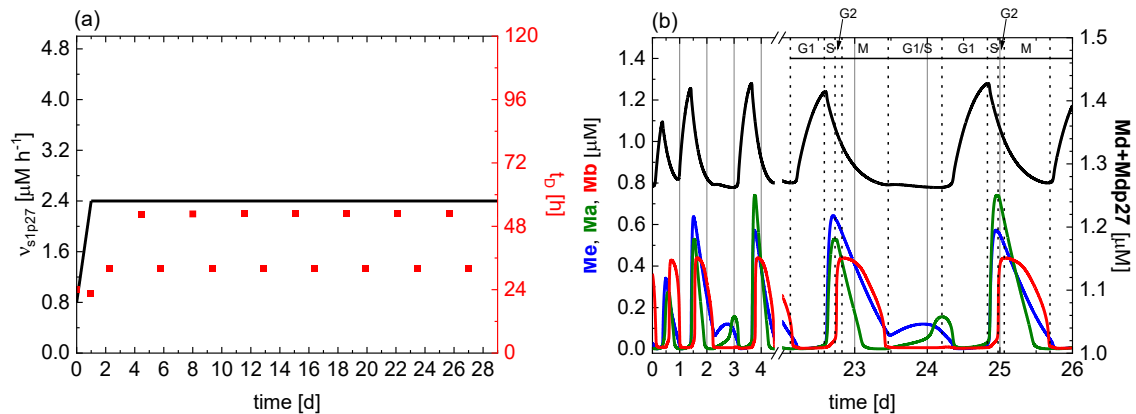 (a)
4.8
4.0
3.2
2.4
1.6
0.8
0.0
ν_s1p27 [μM h⁻¹]
0 2 4 6 8 10 12 14 16 18 20 22 24 26 28
time [d]
120
96
72
48
24
0
t_D [h]
(b)
G2
G2
G1 S M G1/S G1 S M
1.4
1.2
1.0
0.8
0.6
0.4
0.2
0.0
Me, Ma, Mb [μM]
0 1 2 3 4 23 24 25 26
time [d]
1.5
1.4
1.3
1.2
1.1
1.0
Md+Mdp27 [μM]